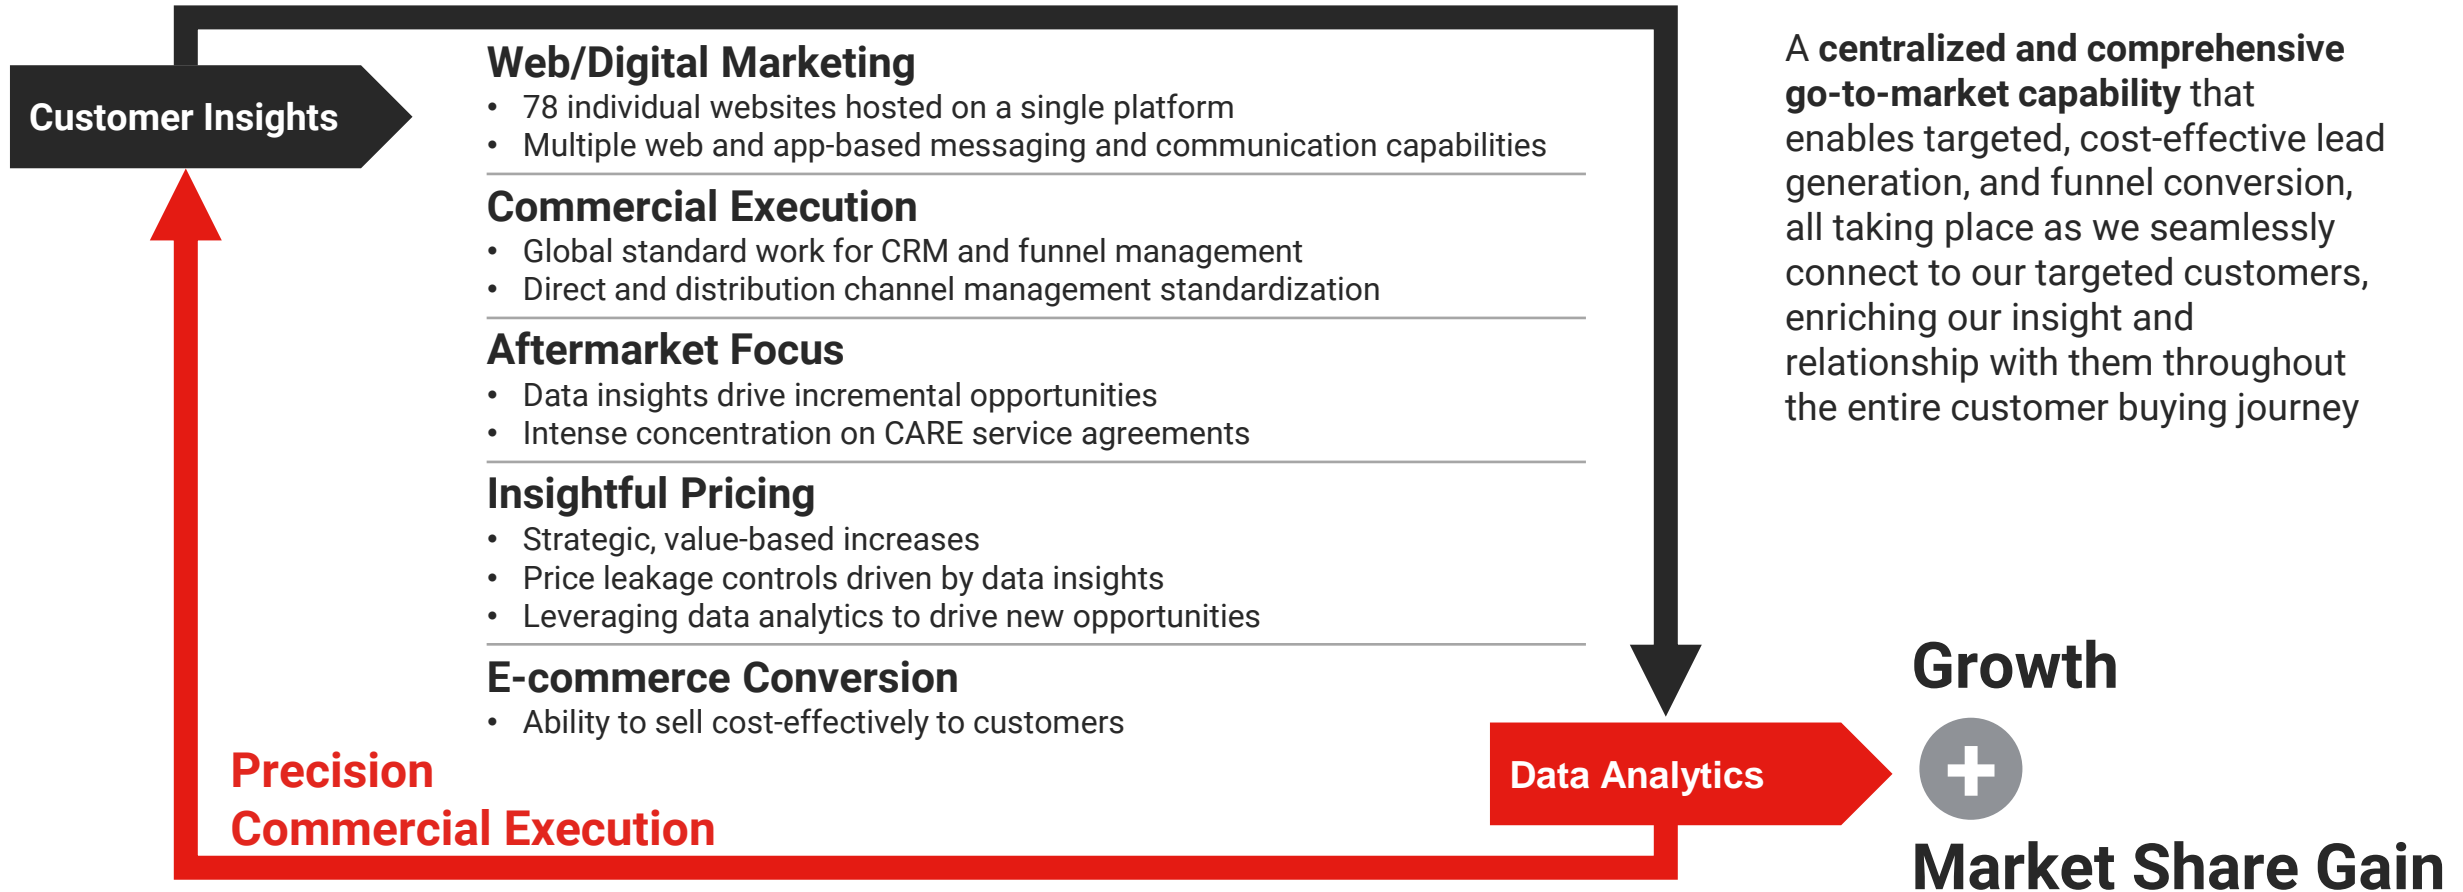 Customer Insights
Web/Digital Marketing
• 78 individual websites hosted on a single platform
• Multiple web and app-based messaging and communication capabilities
Commercial Execution
• Global standard work for CRM and funnel management
• Direct and distribution channel management standardization
Aftermarket Focus
• Data insights drive incremental opportunities
• Intense concentration on CARE service agreements
Insightful Pricing
• Strategic, value-based increases
• Price leakage controls driven by data insights
• Leveraging data analytics to drive new opportunities
E-commerce Conversion
• Ability to sell cost-effectively to customers
Precision
Commercial Execution
Data Analytics
A centralized and comprehensive
go-to-market capability that
enables targeted, cost-effective lead
generation, and funnel conversion,
all taking place as we seamlessly
connect to our targeted customers,
enriching our insight and
relationship with them throughout
the entire customer buying journey
Growth
+
Market Share Gain